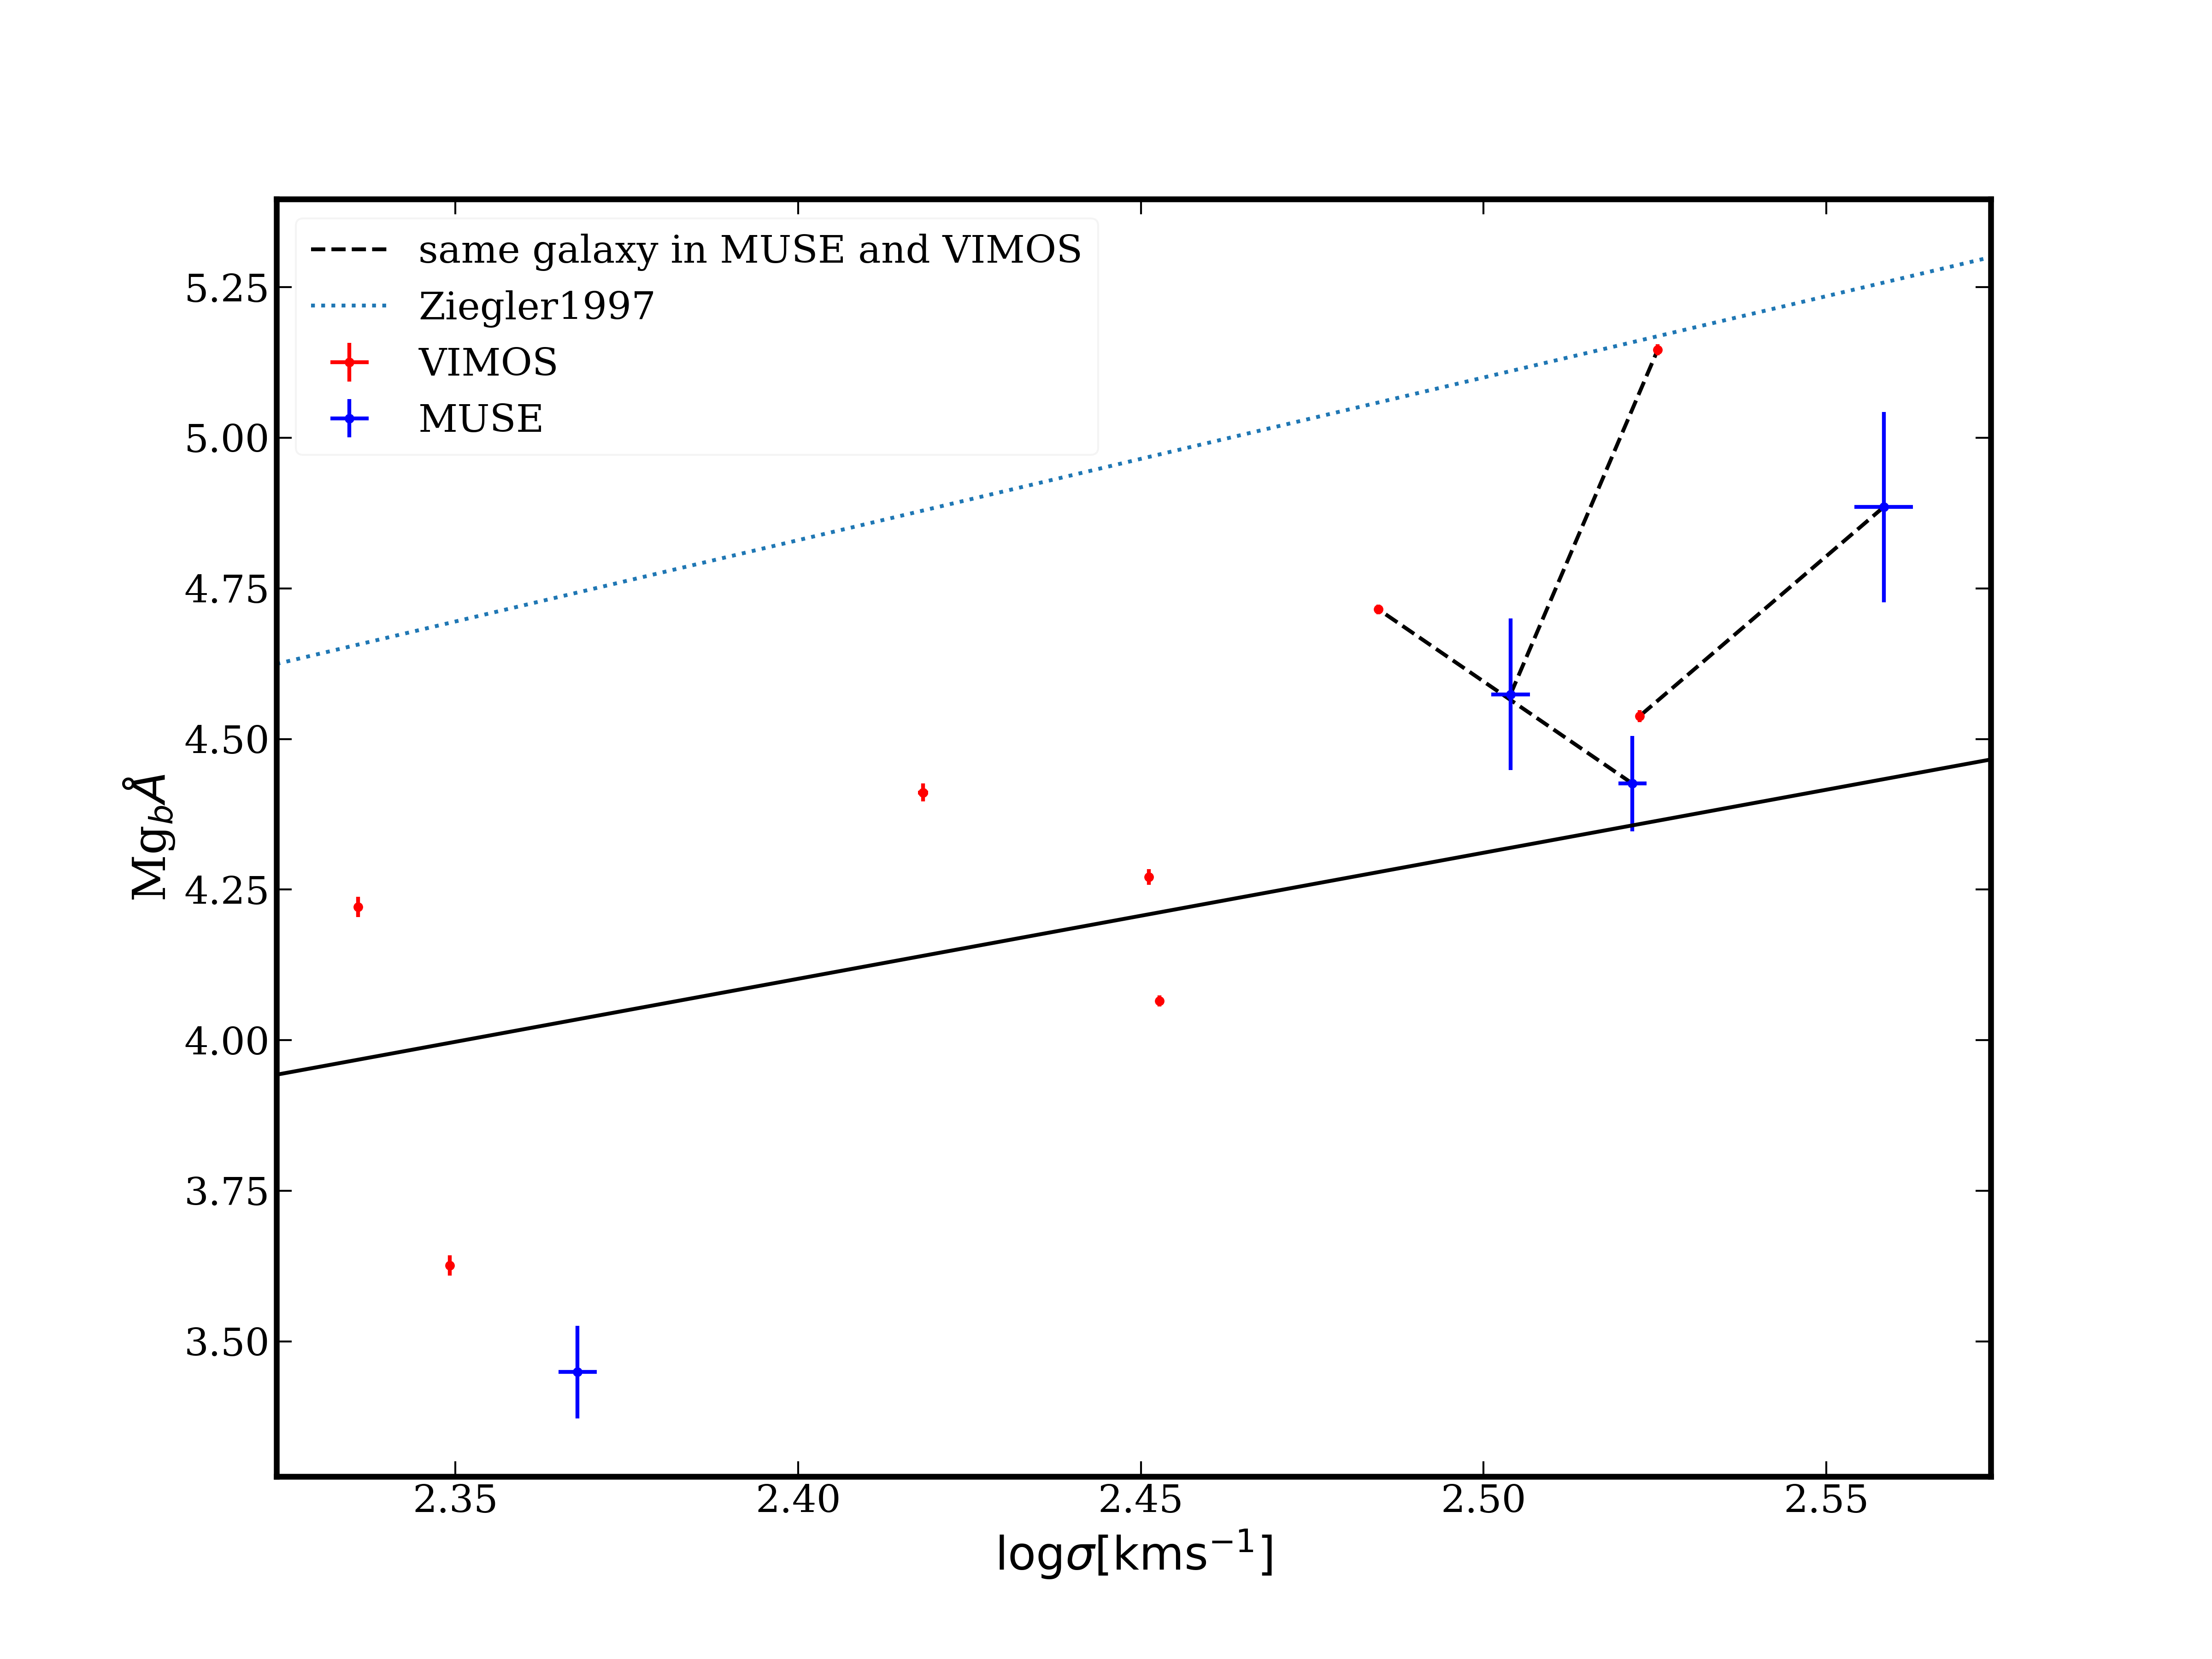 same galaxy in MUSE and VIMOS
Ziegler1997
VIMOS
MUSE
5.25
5.00
4.75
4.50
4.25
4.00
3.75
3.50
Mg_bÅ
2.35 2.40 2.45 2.50 2.55
logσ[kms⁻¹]